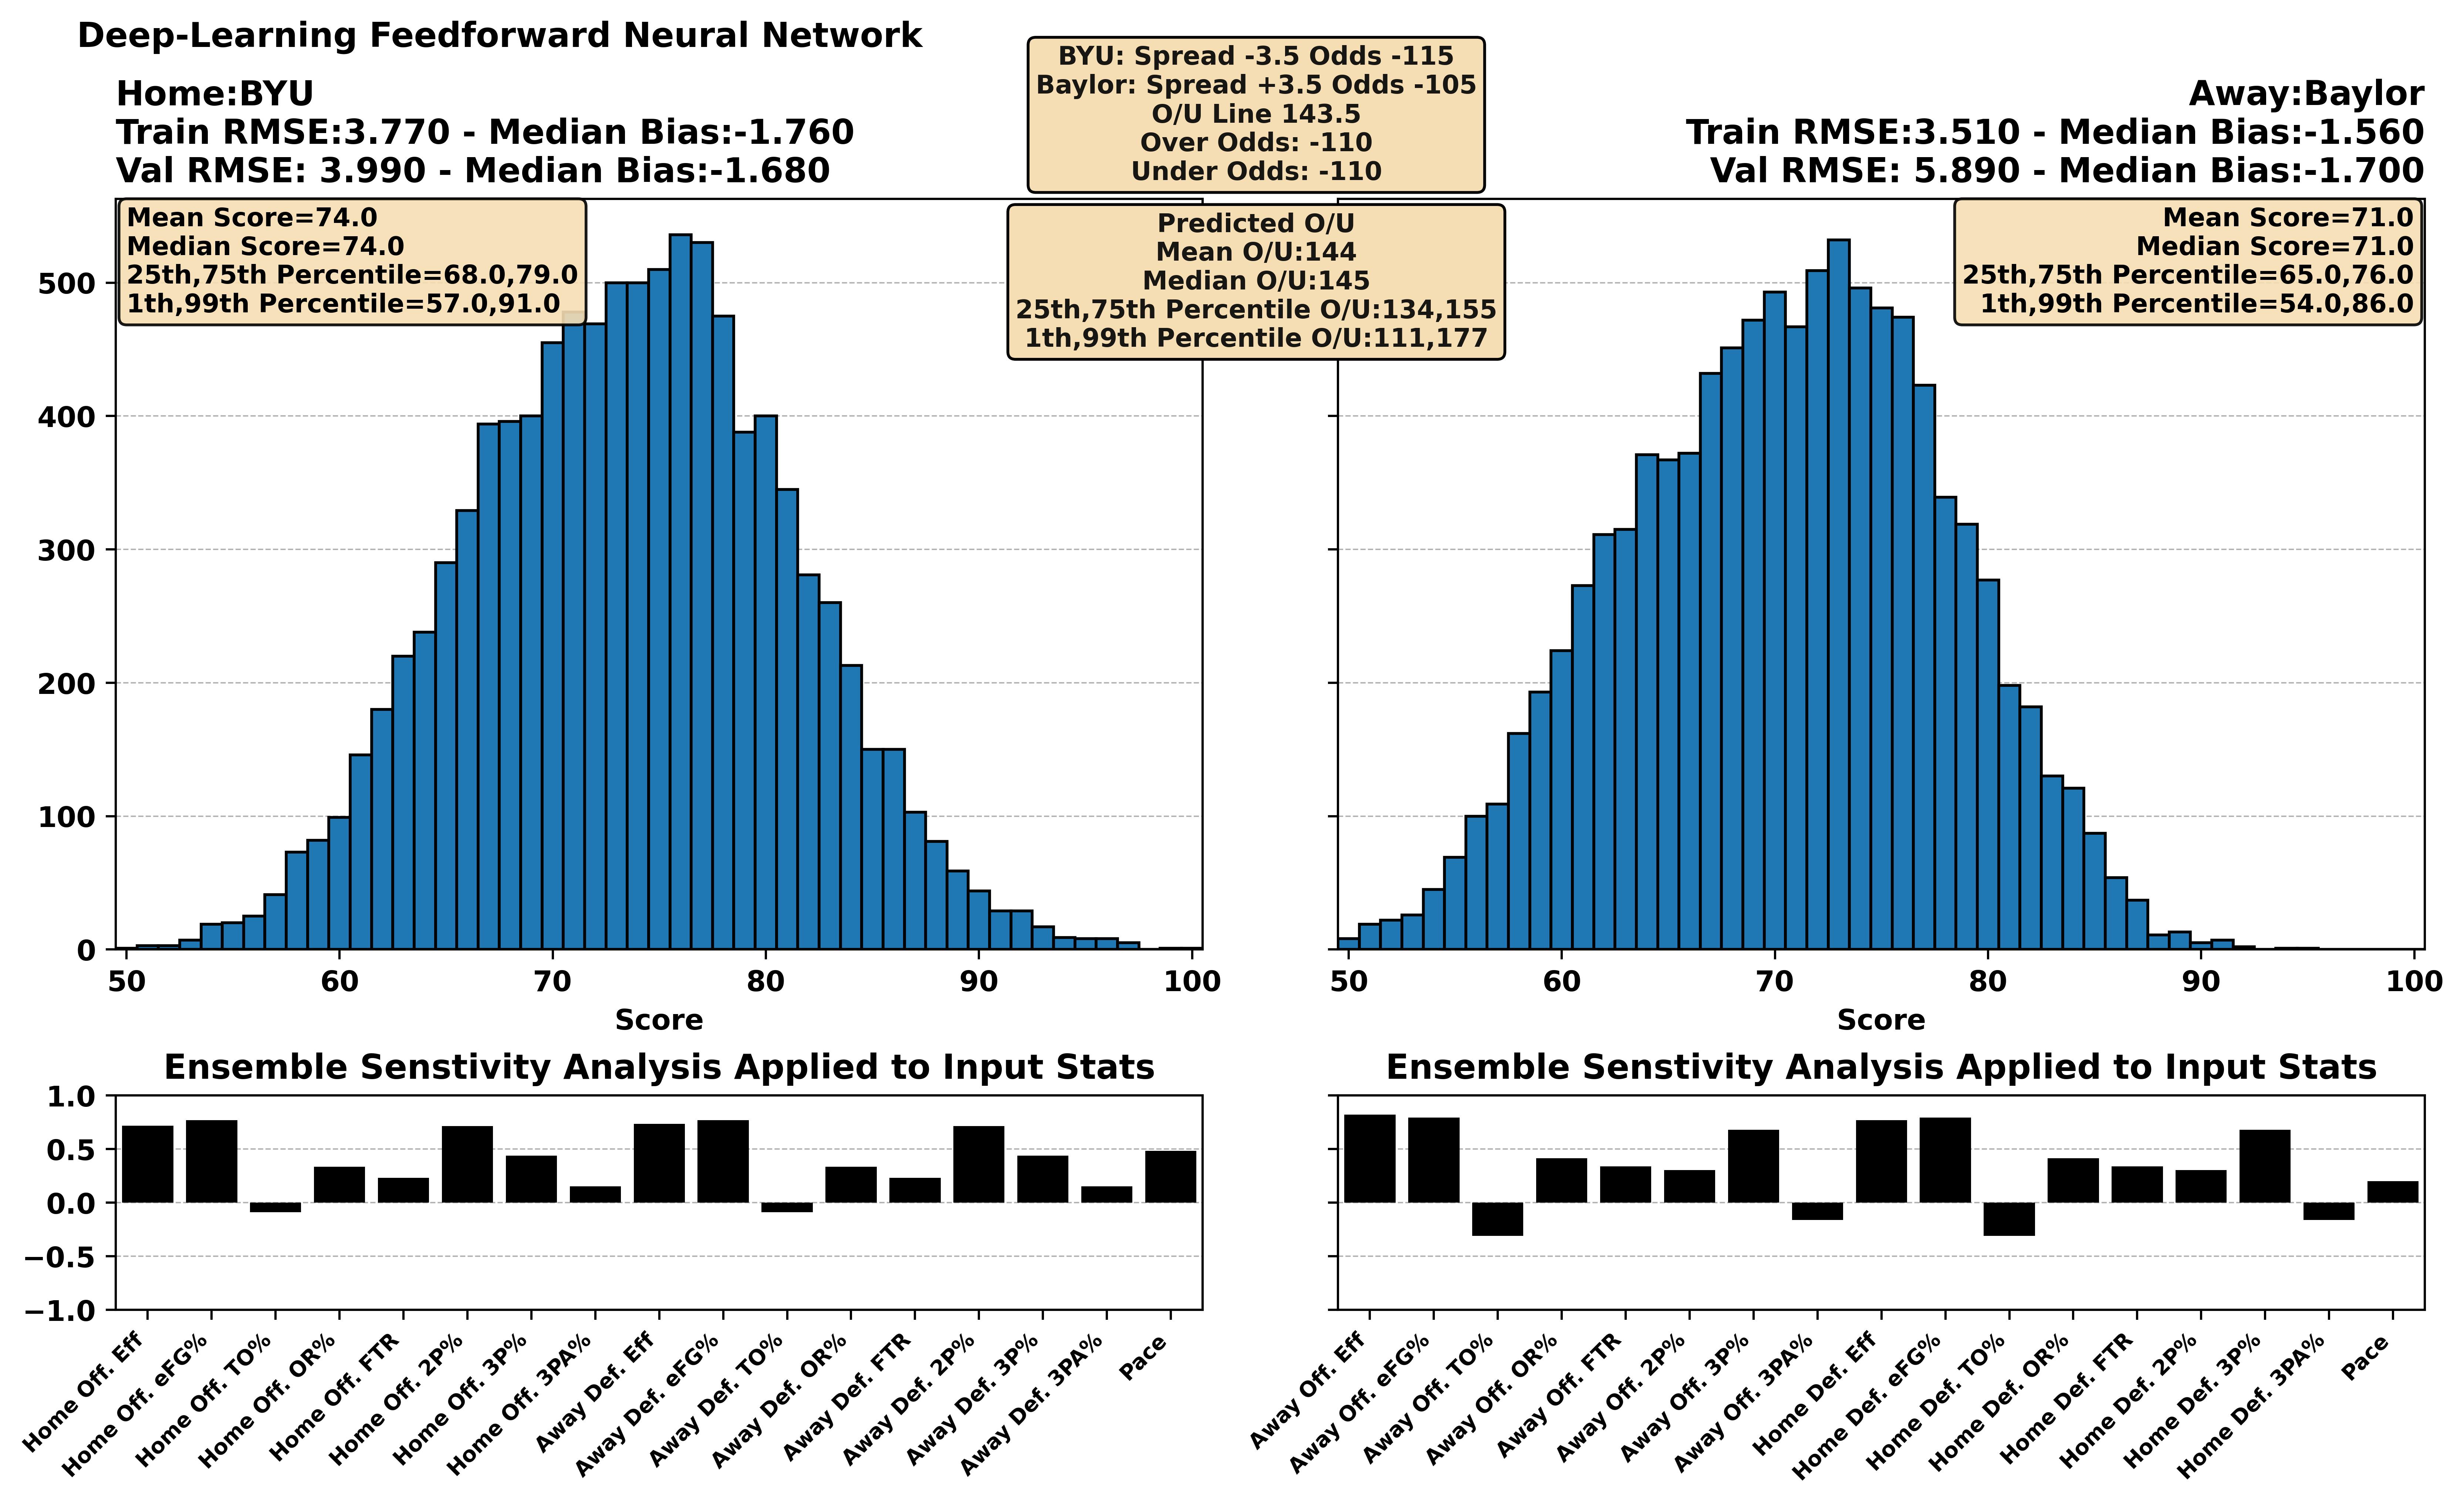 Deep-Learning Feedforward Neural Network
BYU: Spread -3.5 Odds -115
Baylor: Spread +3.5 Odds -105
O/U Line 143.5
Over Odds: -110
Under Odds: -110
Home:BYU
Train RMSE:3.770 - Median Bias:-1.760
Val RMSE: 3.990 - Median Bias:-1.680
Away:Baylor
Train RMSE:3.510 - Median Bias:-1.560
Val RMSE: 5.890 - Median Bias:-1.700
Mean Score=74.0
Median Score=74.0
25th,75th Percentile=68.0,79.0
1th,99th Percentile=57.0,91.0
Predicted O/U
Mean O/U:144
Median O/U:145
25th,75th Percentile O/U:134,155
1th,99th Percentile O/U:111,177
Mean Score=71.0
Median Score=71.0
25th,75th Percentile=65.0,76.0
1th,99th Percentile=54.0,86.0
500
400
300
200
100
0
50 60 70 80 90 100
Score
50 60 70 80 90 100
Score
Ensemble Senstivity Analysis Applied to Input Stats
1.0
0.5
0.0
−0.5
−1.0
Home Off. Eff
Home Off. eFG%
Home Off. TO%
Home Off. OR%
Home Off. FTR
Home Off. 2P%
Home Off. 3P%
Home Off. 3PA%
Away Def. Eff
Away Def. eFG%
Away Def. TO%
Away Def. OR%
Away Def. FTR
Away Def. 2P%
Away Def. 3P%
Away Def. 3PA%
Pace
Ensemble Senstivity Analysis Applied to Input Stats
Away Off. Eff
Away Off. eFG%
Away Off. TO%
Away Off. OR%
Away Off. FTR
Away Off. 2P%
Away Off. 3P%
Away Off. 3PA%
Home Def. Eff
Home Def. eFG%
Home Def. TO%
Home Def. OR%
Home Def. FTR
Home Def. 2P%
Home Def. 3P%
Home Def. 3PA%
Pace